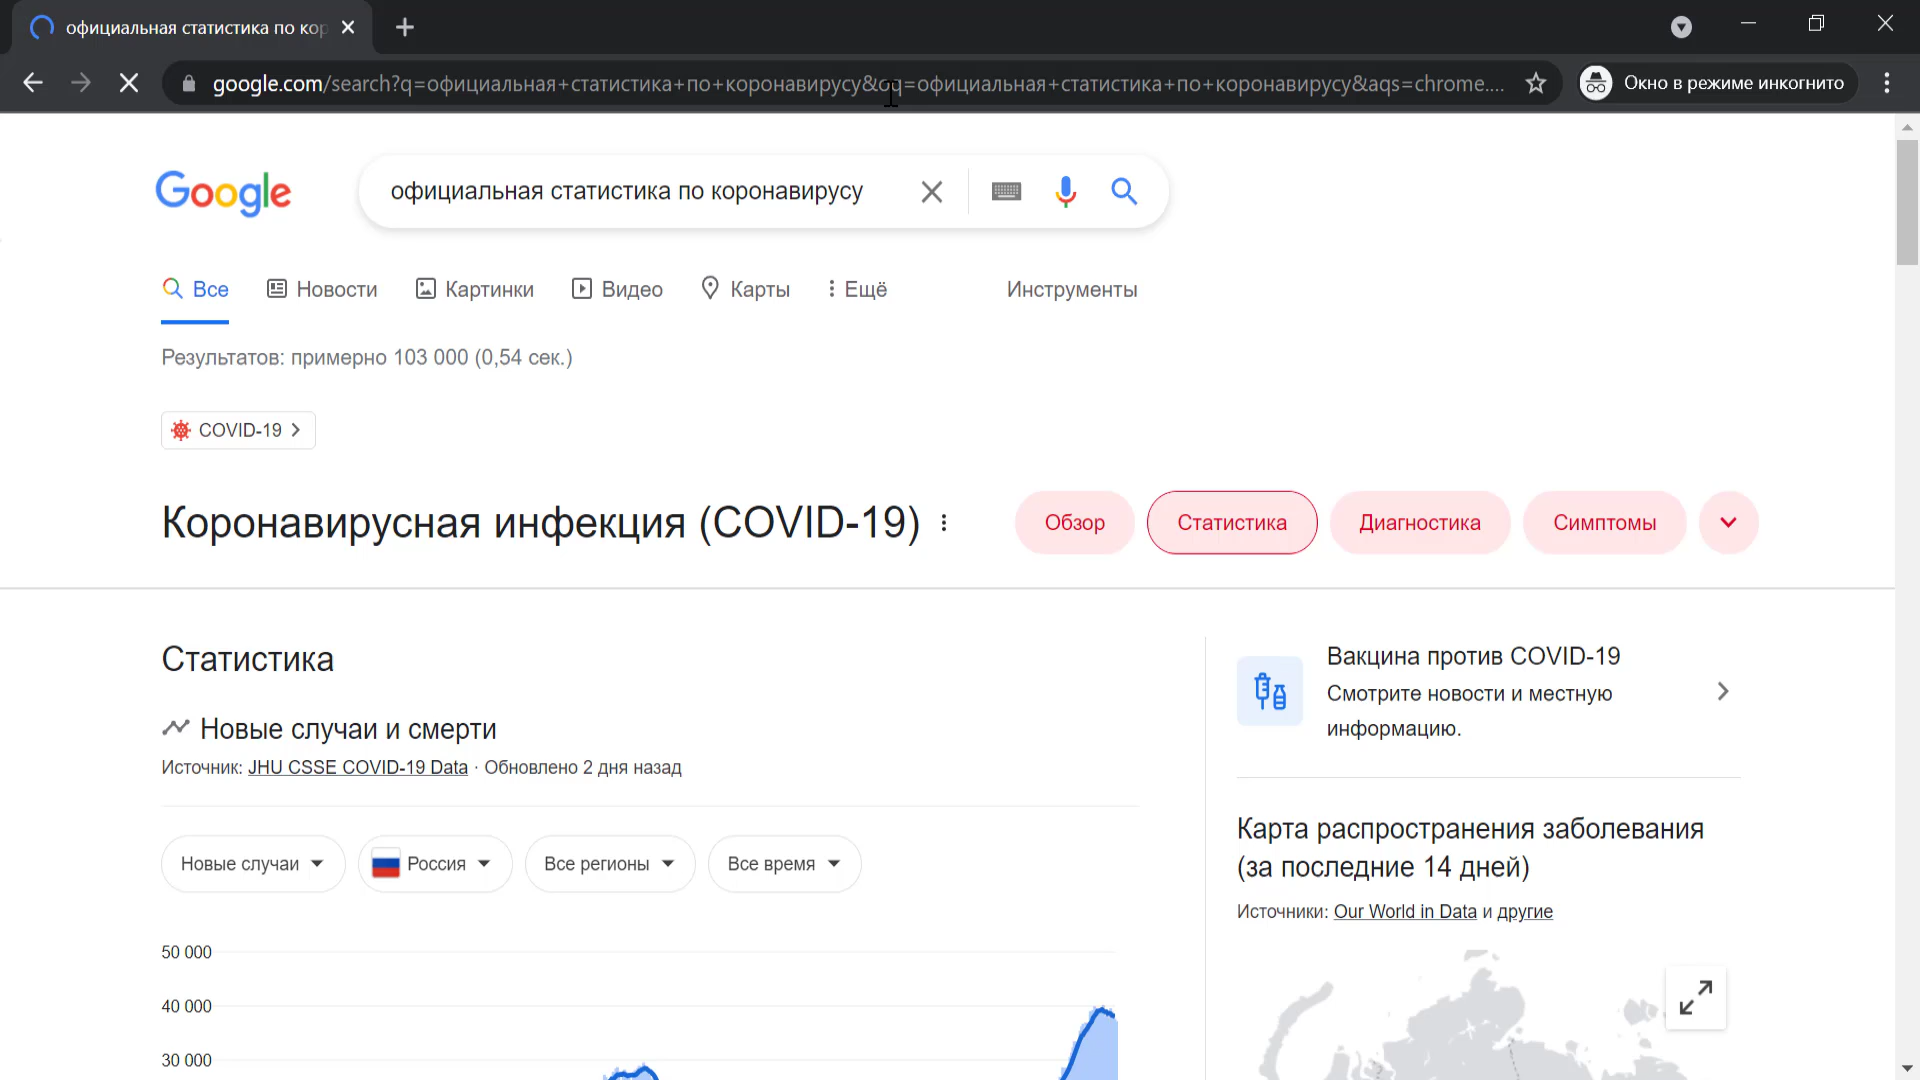 официальная статистика по кор
google.com/search?q=официальная+статистика+по+коронавирусу&oq=официальная+статистика+по+коронавирусу&aqs=chrome....
Окно в режиме инкогнито
Google
официальная статистика по коронавирусу
Все
Новости
Картинки
Видео
Карты
Ещё
Инструменты
Результатов: примерно 103 000 (0,54 сек.)
COVID-19
Коронавирусная инфекция (COVID-19)
Обзор
Статистика
Диагностика
Симптомы
Статистика
Новые случаи и смерти
Источник: JHU CSSE COVID-19 Data · Обновлено 2 дня назад
Новые случаи
Россия
Все регионы
Все время
50 000
40 000
30 000
Вакцина против COVID-19
Смотрите новости и местную
информацию.
Карта распространения заболевания
(за последние 14 дней)
Источники: Our World in Data и другие